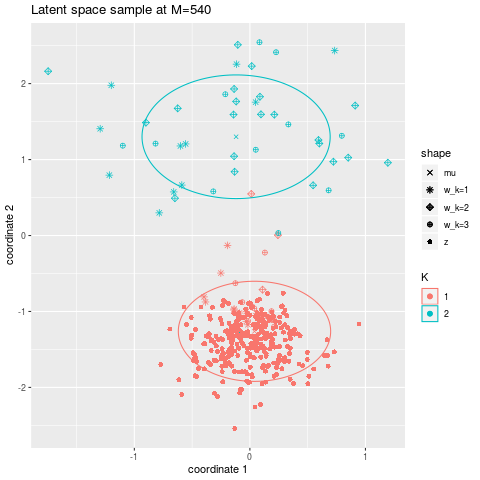 Latent space sample at M=540
2
1
0
-1
-2
-1
0
1
coordinate 1
coordinate 2
shape
mu
w_k=1
w_k=2
w_k=3
z
K
1
2